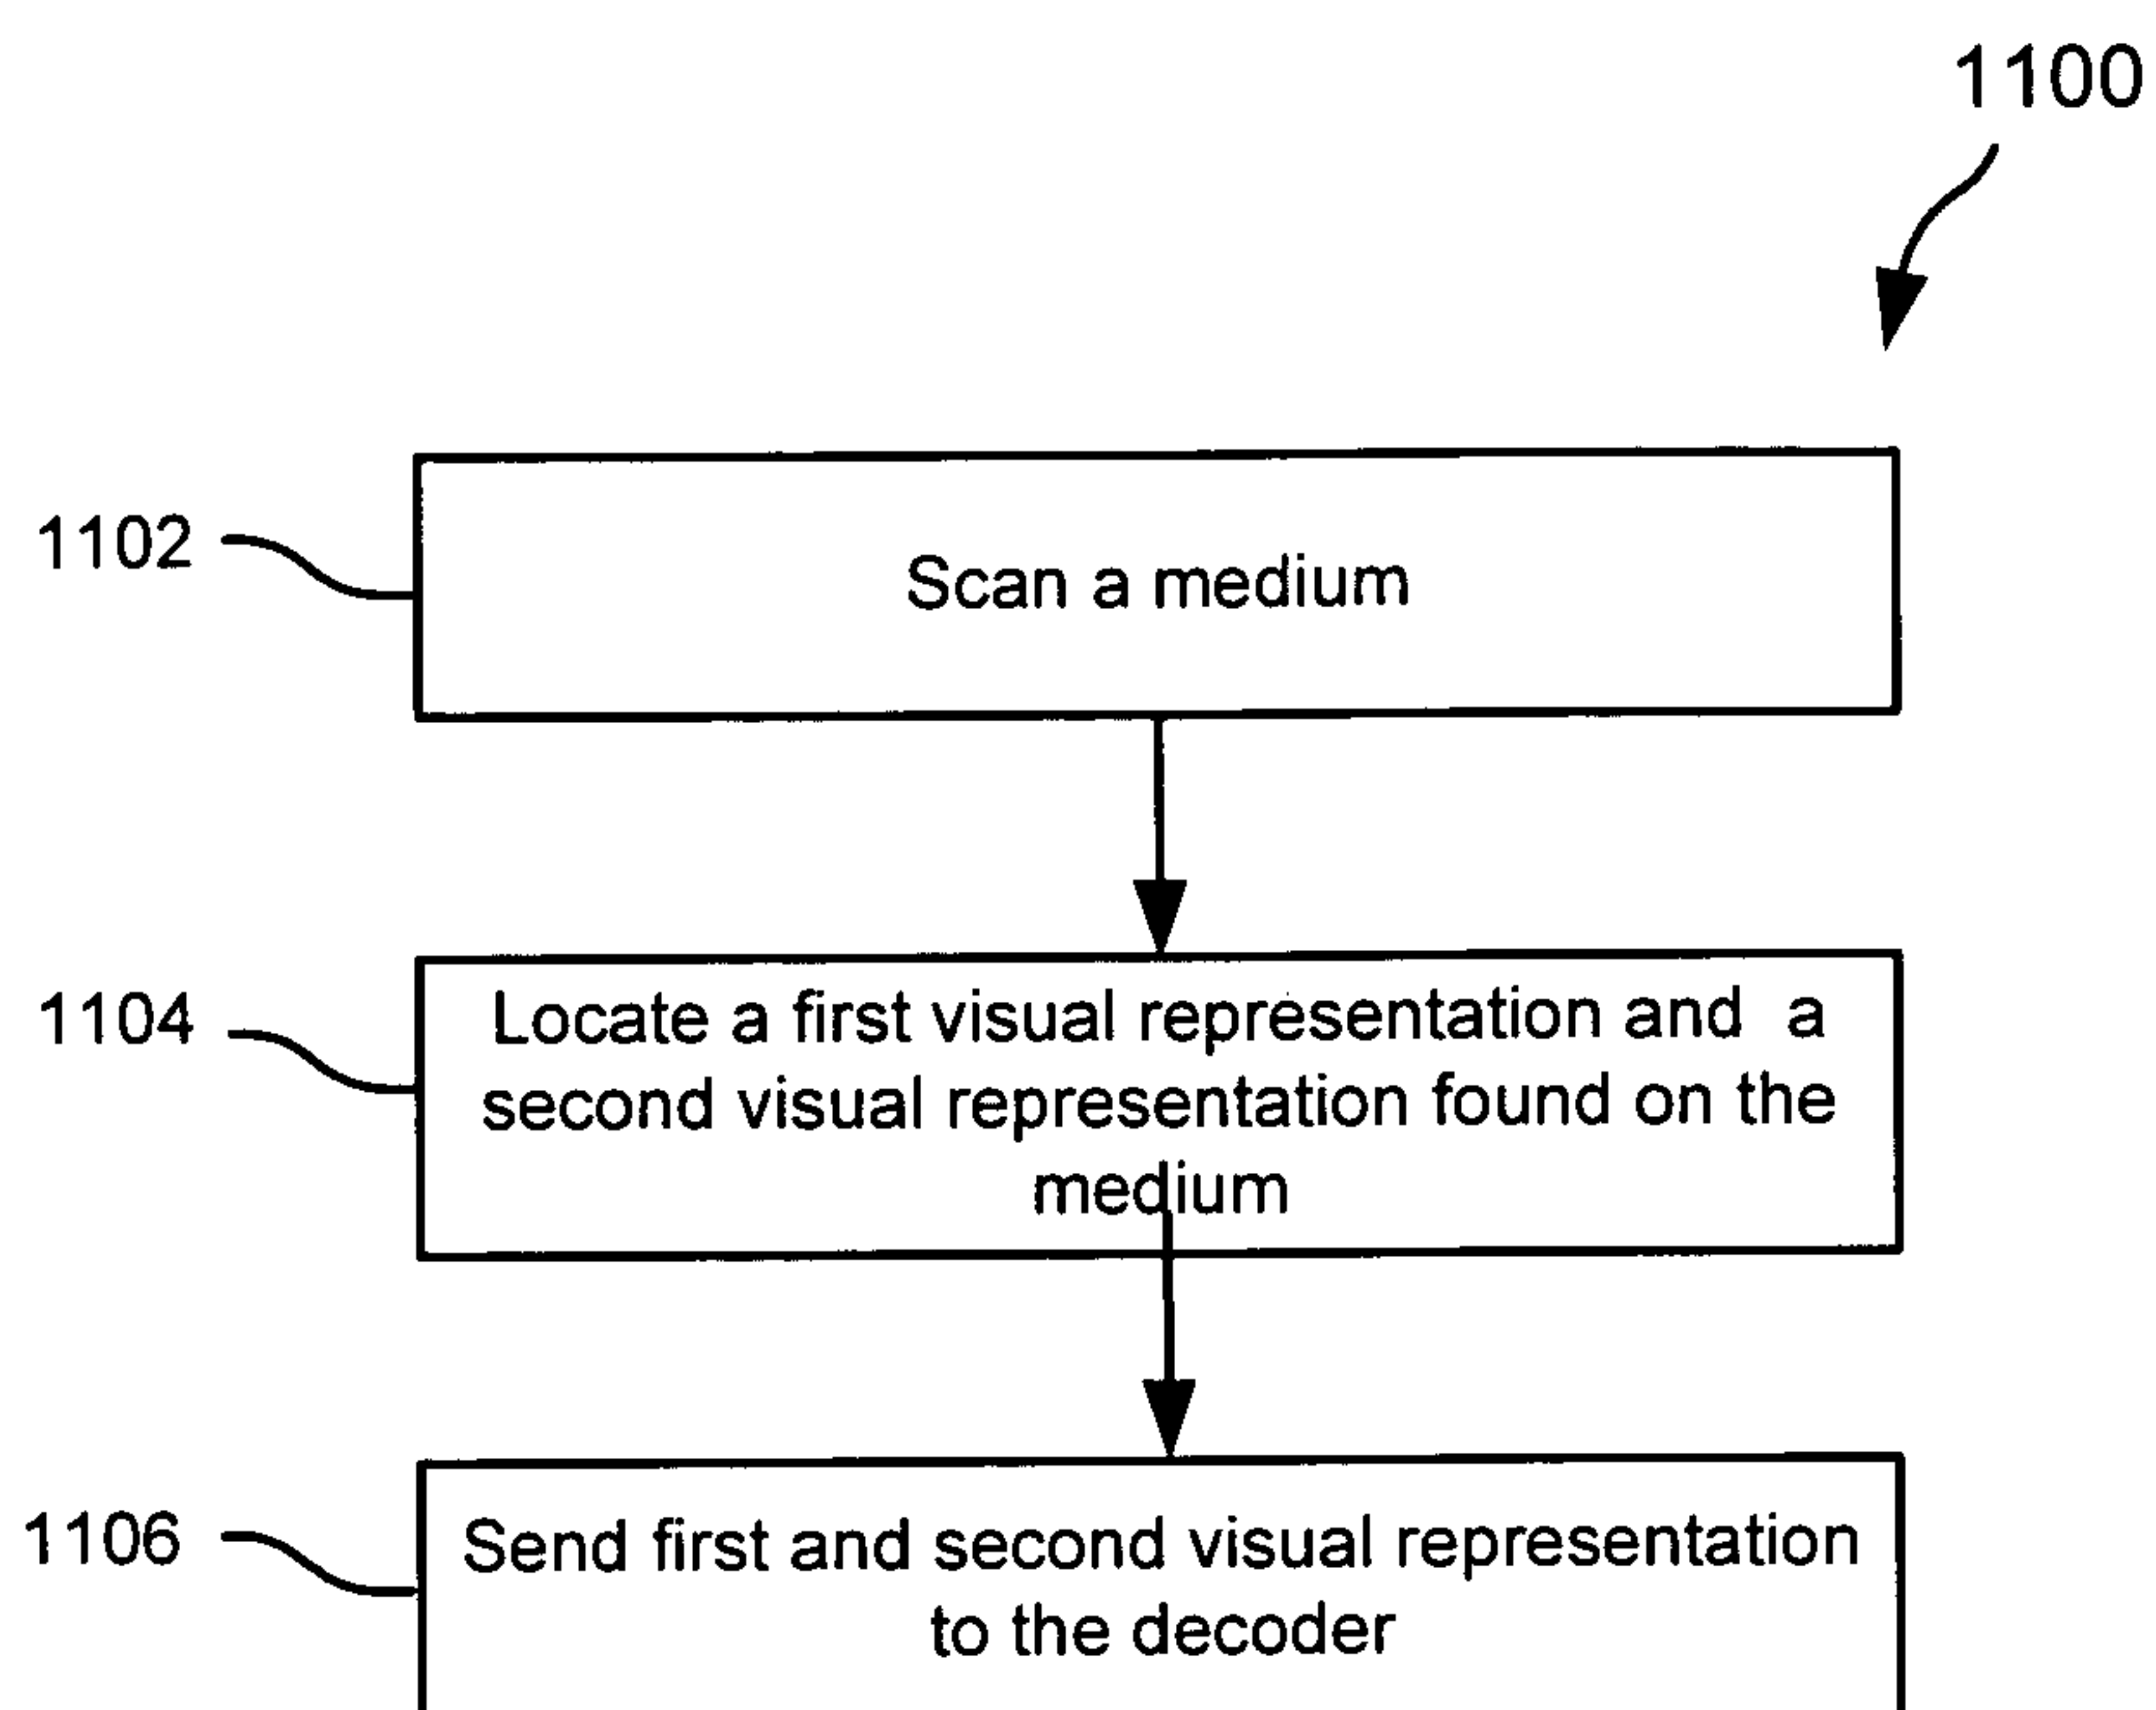 1100
1102
Scan a medium
1104
Locate a first visual representation and a
second visual representation found on the
medium
1106
Send first and second visual representation
to the decoder